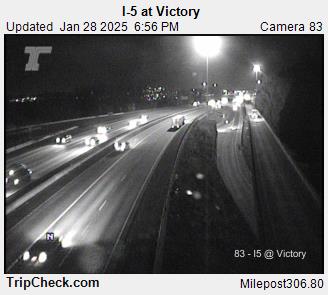 I-5 at Victory
Updated  Jan 28 2025  6:56 PM
Camera 83
N
83 - I5 @ Victory
TripCheck.com
Milepost306.80